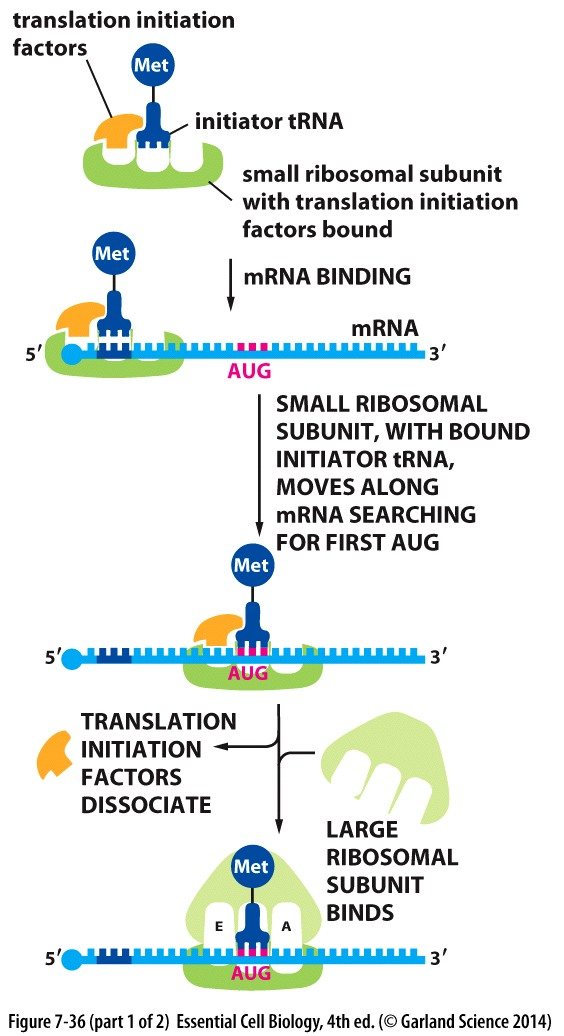 translation initiation
factors
Met
initiator tRNA
small ribosomal subunit
with translation initiation
factors bound
Met
mRNA BINDING
mRNA
5′
3′
AUG
SMALL RIBOSOMAL
SUBUNIT, WITH BOUND
INITIATOR tRNA,
MOVES ALONG
mRNA SEARCHING
FOR FIRST AUG
Met
5′
3′
AUG
TRANSLATION
INITIATION
FACTORS
DISSOCIATE
LARGE
RIBOSOMAL
SUBUNIT
BINDS
Met
E
A
5′
3′
AUG
Figure 7-36 (part 1 of 2) Essential Cell Biology, 4th ed. (© Garland Science 2014)